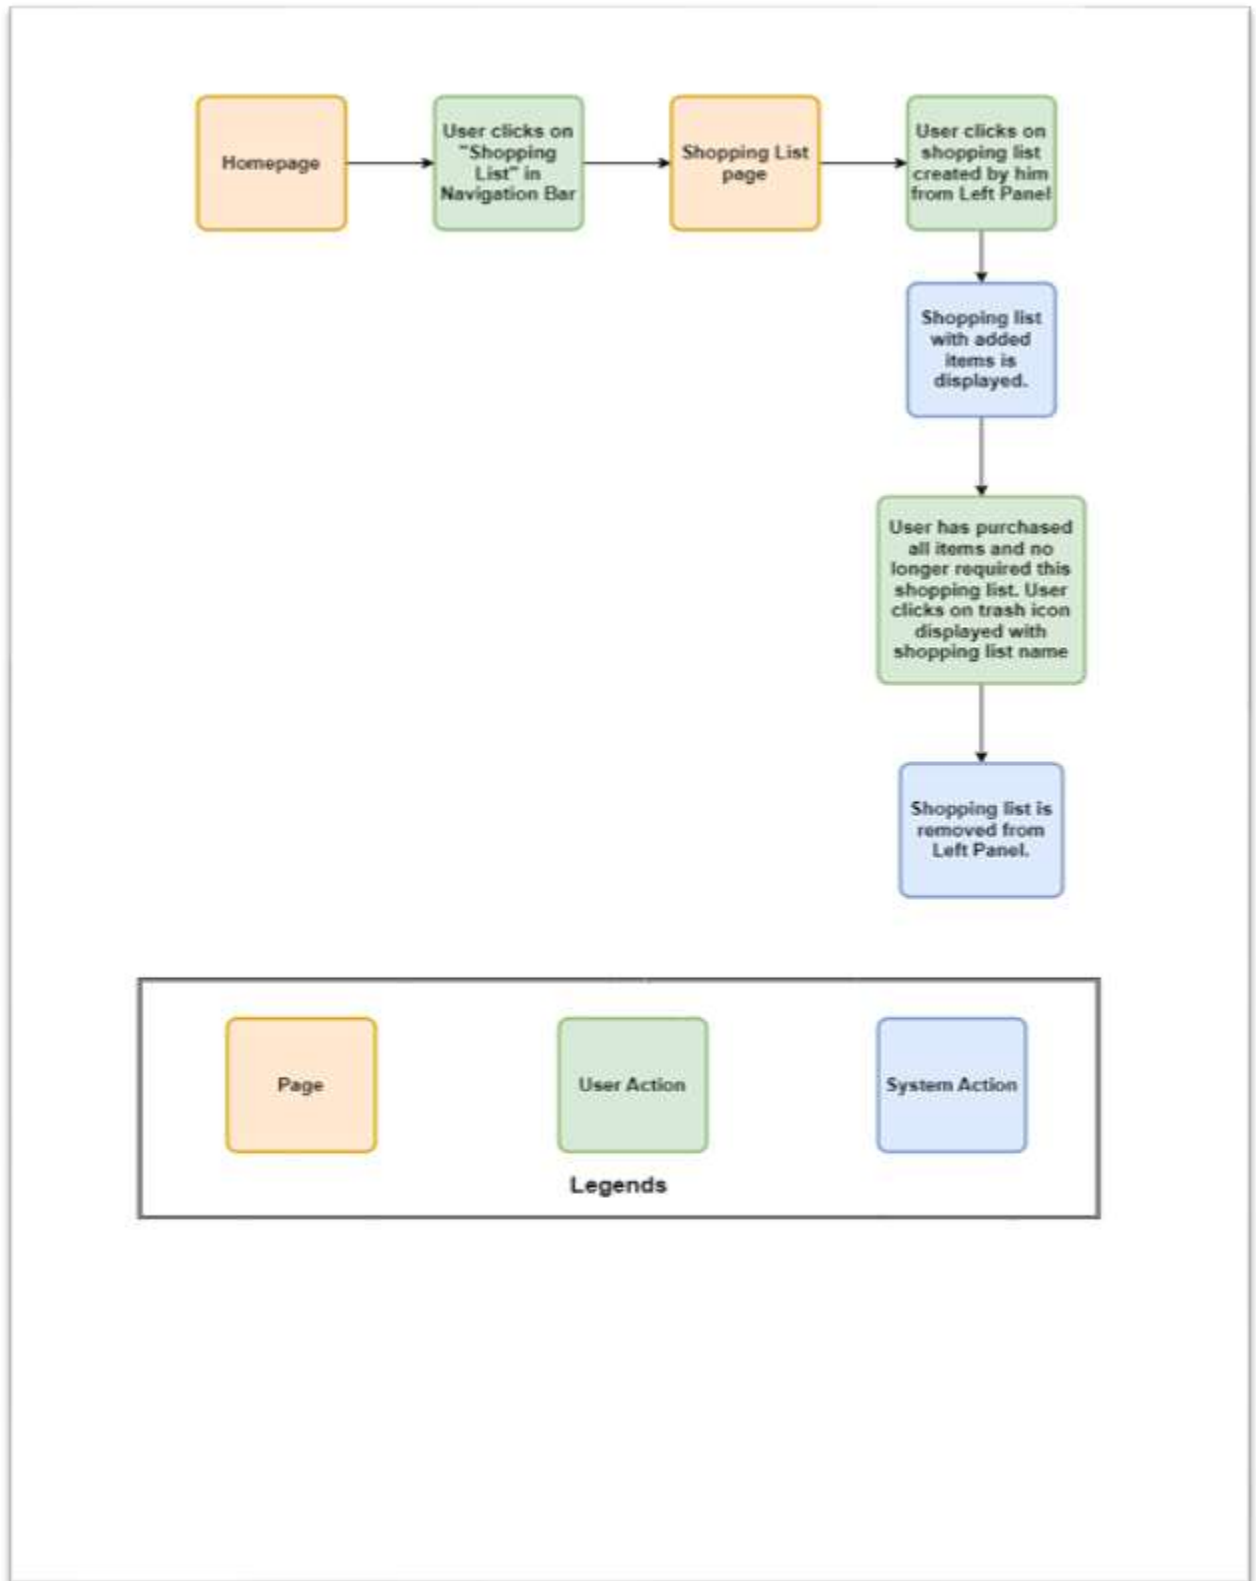 Homepage
User clicks on
"Shopping
List" in
Navigation Bar
Shopping List
page
User clicks on
shopping list
created by him
from Left Panel
Shopping list
with added
items is
displayed.
User has purchased
all items and no
longer required this
shopping list. User
clicks on trash icon
displayed with
shopping list name
Shopping list is
removed from
Left Panel.
Page
User Action
System Action
Legends